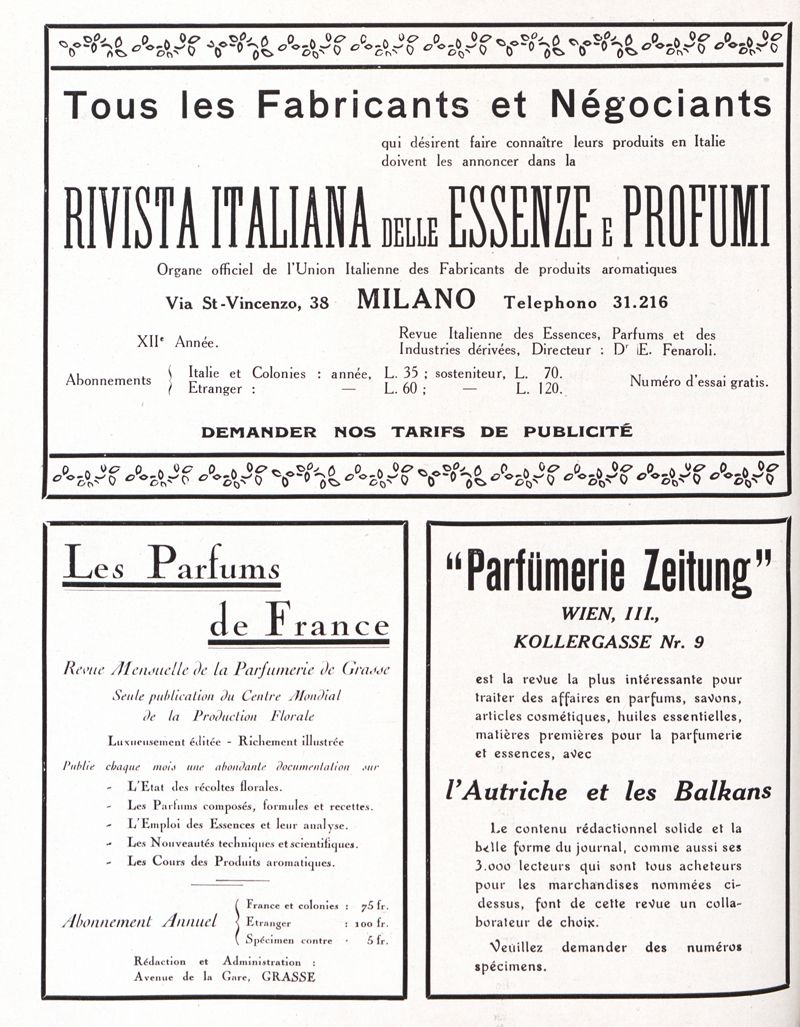 Tous les Fabricants et Négociants
qui désirent faire connaître leurs produits en Italie
doivent les annoncer dans la
RIVISTA ITALIANA DELLE ESSENZE E PROFUMI
Organe officiel de l'Union Italienne des Fabricants de produits aromatiques
Via St-Vincenzo, 38 MILANO Telephono 31.216
XIIe Année.
Revue Italienne des Essences, Parfums et des
Industries dérivées, Directeur : Dr E. Fenaroli.
Abonnements
Italie et Colonies : année, L. 35 ; sosteniteur, L. 70.
Etranger : — L. 60 ; — L. 120.
Numéro d'essai gratis.
DEMANDER NOS TARIFS DE PUBLICITÉ
Les Parfums
de France
Revue Mensuelle de la Parfumerie de Grasse
Seule publication du Centre Mondial
de la Production Florale
Luxueusement éditée - Richement illustrée
Publie chaque mois une abondante documentation sur
- L'Etat des récoltes florales.
- Les Parfums composés, formules et recettes.
- L'Emploi des Essences et leur analyse.
- Les Nouveautés techniques et scientifiques.
- Les Cours des Produits aromatiques.
Abonnement Annuel
France et colonies : 75 fr.
Etranger : 100 fr.
Spécimen contre · 5 fr.
Rédaction et Administration :
Avenue de la Gare, GRASSE
“Parfümerie Zeitung”
WIEN, III.,
KOLLERGASSE Nr. 9
est la revue la plus intéressante pour
traiter des affaires en parfums, savons,
articles cosmétiques, huiles essentielles,
matières premières pour la parfumerie
et essences, avec
l'Autriche et les Balkans
Le contenu rédactionnel solide et la
belle forme du journal, comme aussi ses
3.000 lecteurs qui sont tous acheteurs
pour les marchandises nommées ci-
dessus, font de cette revue un colla-
borateur de choix.
Veuillez demander des numéros
spécimens.